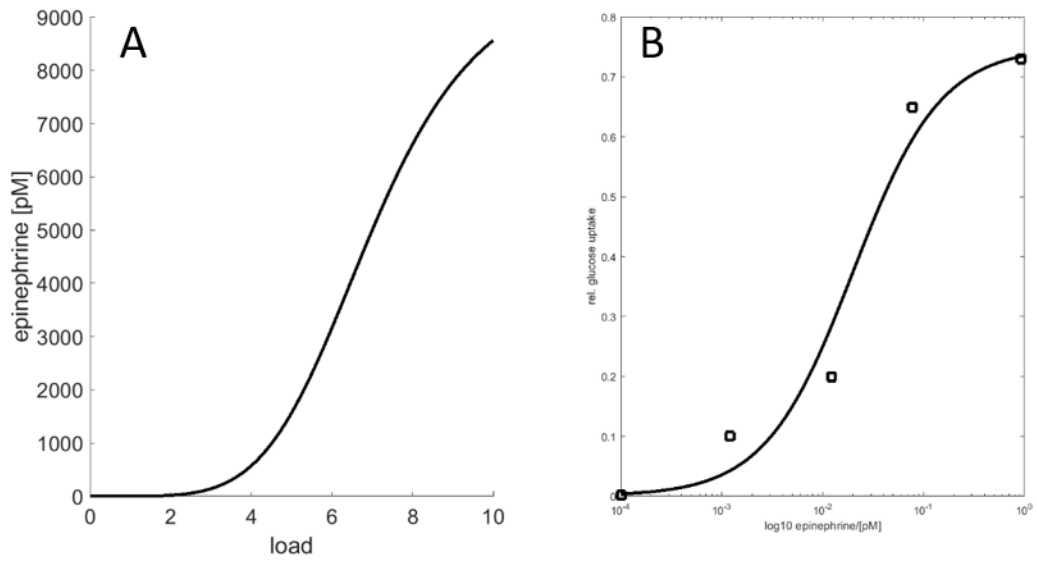 A
epinephrine [pM]
9000
8000
7000
6000
5000
4000
3000
2000
1000
0
0 2 4 6 8 10
load
B
rel. glucose uptake
0.8
0.7
0.6
0.5
0.4
0.3
0.2
0.1
0
10-4 10-3 10-2 10-1 100
log10 epinephrine/[pM]